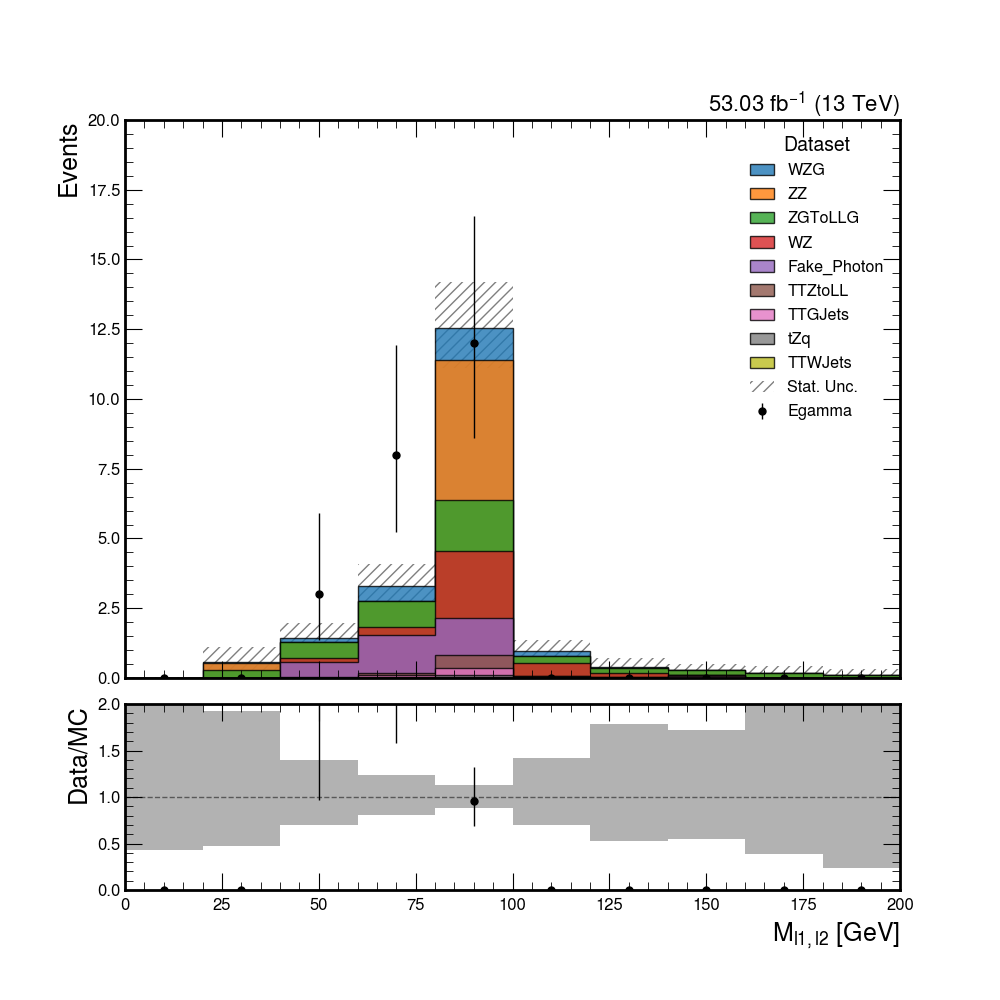 53.03 fb⁻¹ (13 TeV)
Events
20.0
17.5
15.0
12.5
10.0
7.5
5.0
2.5
0.0
Dataset
WZG
ZZ
ZGToLLG
WZ
Fake_Photon
TTZtoLL
TTGJets
tZq
TTWJets
Stat. Unc.
Egamma
Data/MC
2.0
1.5
1.0
0.5
0.0
0 25 50 75 100 125 150 175 200
M_{l1, l2} [GeV]